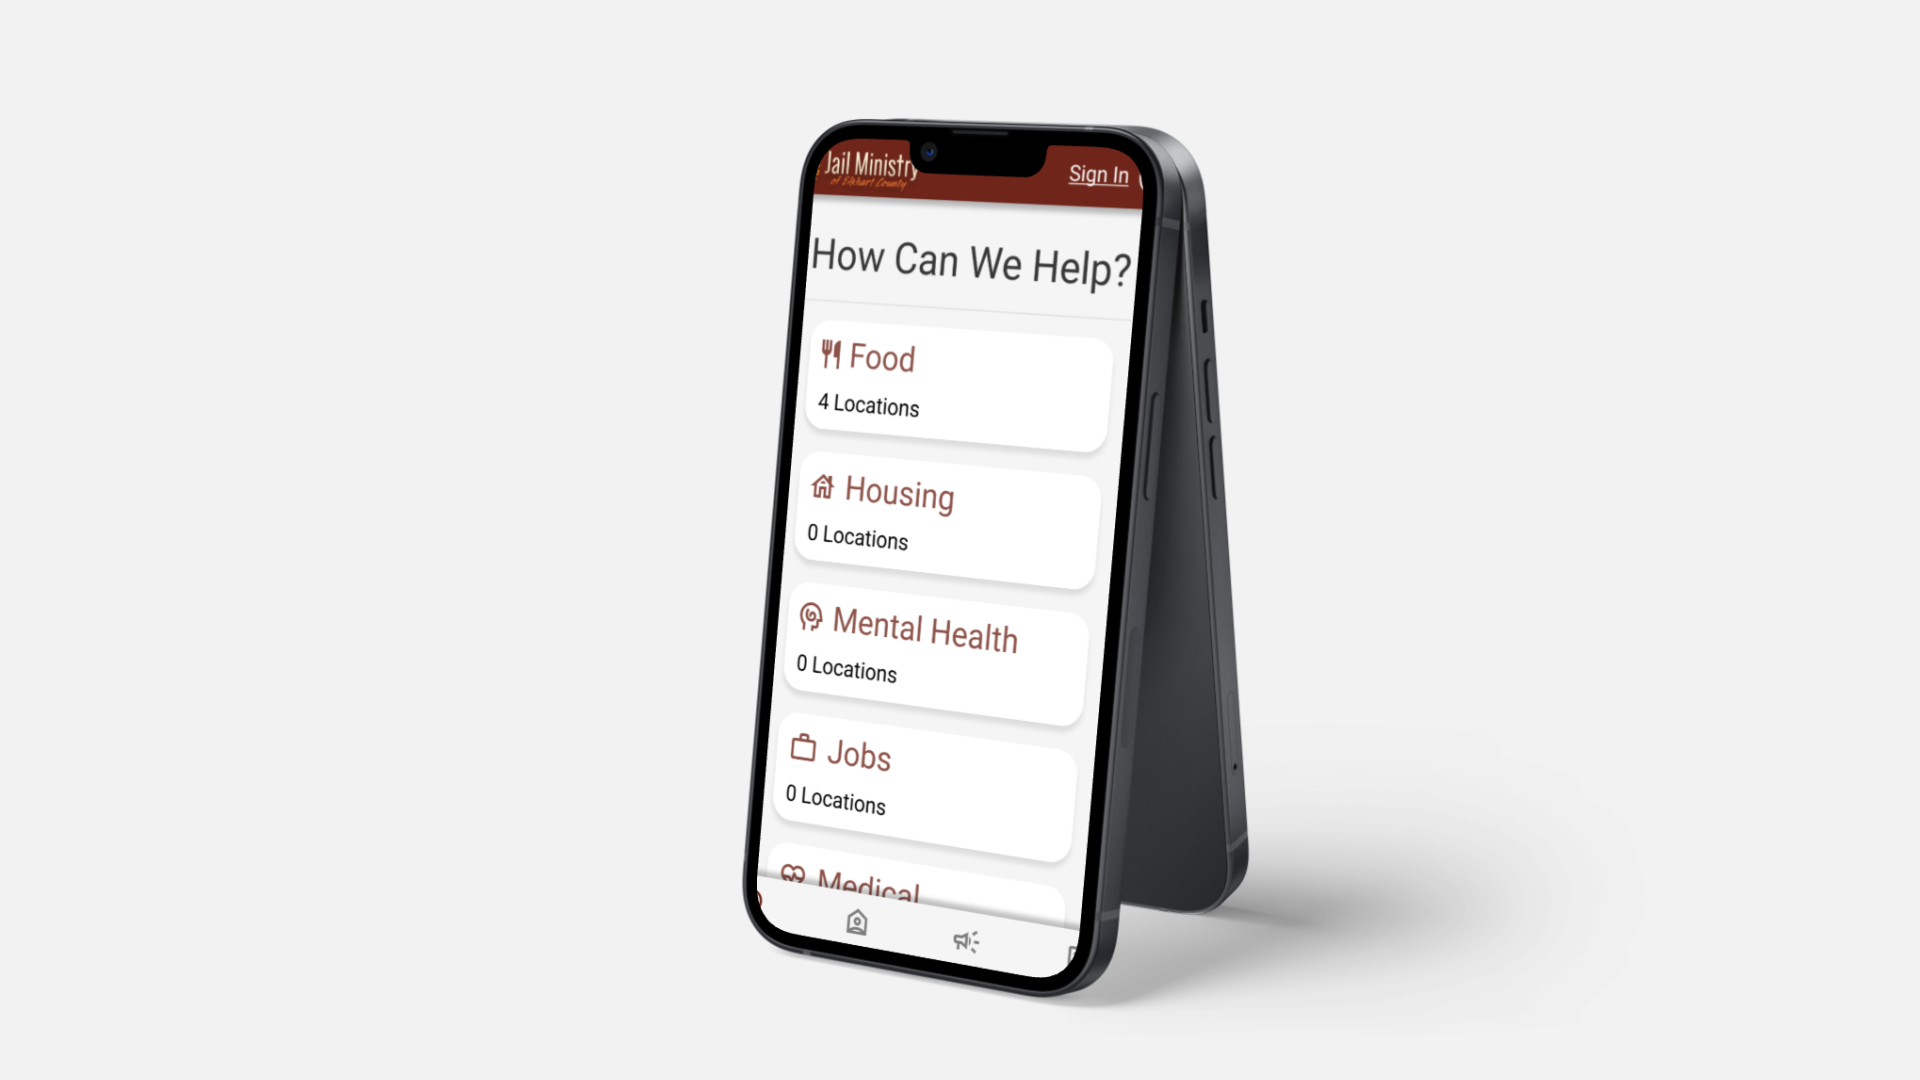 Jail Ministry
of Elkhart County
Sign In
How Can We Help?
Food
4 Locations
Housing
0 Locations
Mental Health
0 Locations
Jobs
0 Locations
Medical